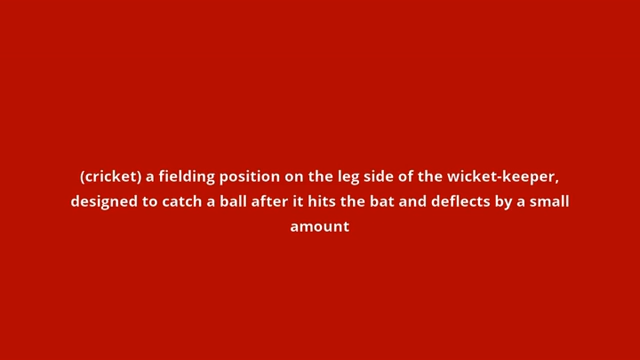 (cricket) a fielding position on the leg side of the wicket-keeper,
designed to catch a ball after it hits the bat and deflects by a small
amount